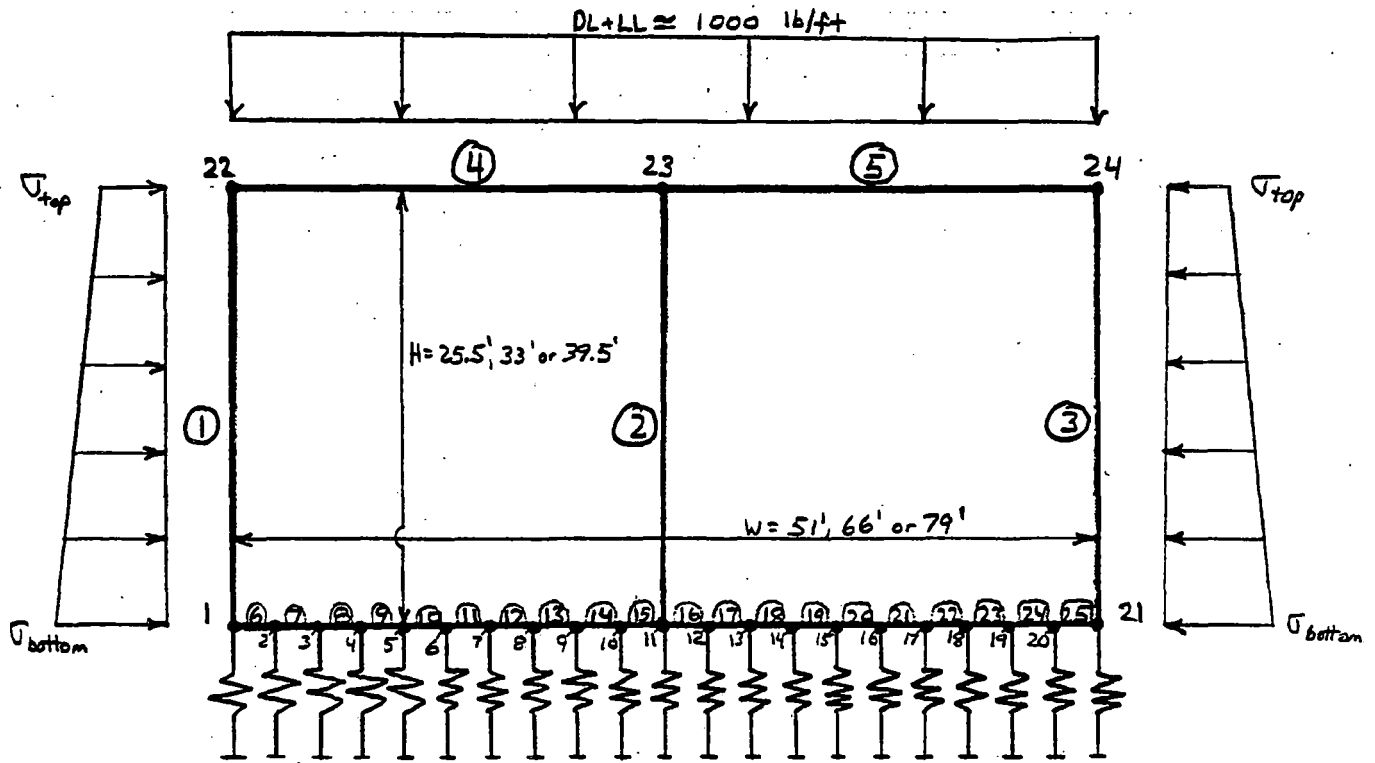 DL+LL ≅ 1000 lb/ft
22 4 23 5 24
σtop σtop
H=25.5', 33' or 39.5'
1 2 3
W = 51', 66' or 79'
1 6 7 8 9 10 11 12 13 14 15 16 17 18 19 20 21 22 23 24 25 21
2 3 4 5 6 7 8 9 10 11 12 13 14 15 16 17 18 19 20
σbottom σbottom